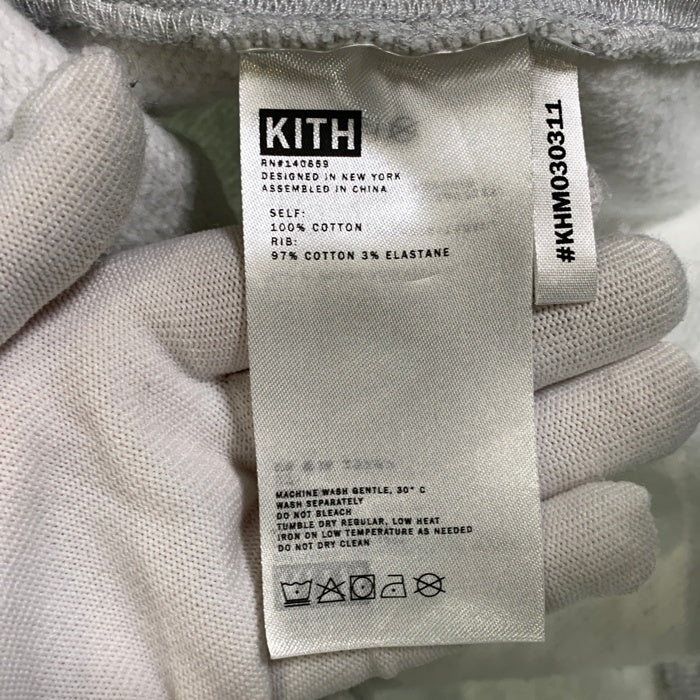 KITH
RN#140859
DESIGNED IN NEW YORK
ASSEMBLED IN CHINA
SELF:
100% COTTON
RIB:
97% COTTON 3% ELASTANE
#KHM030311
MACHINE WASH GENTLE, 30° C
WASH SEPARATELY
DO NOT BLEACH
TUMBLE DRY REGULAR, LOW HEAT
IRON ON LOW TEMPERATURE AS NEEDED
DO NOT DRY CLEAN